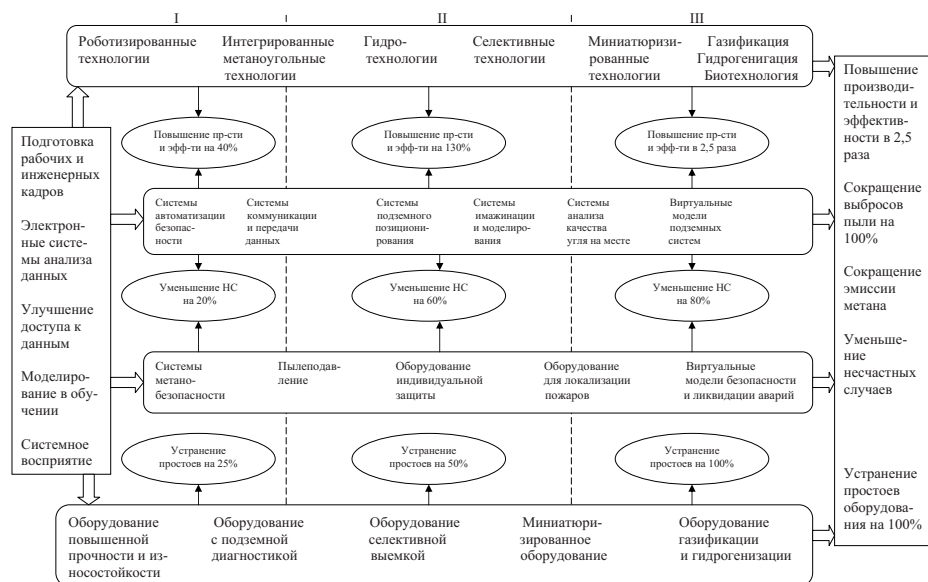 I
II
III
Роботизированные
технологии
Интегрированные
метаноугольные
технологии
Гидро-
технологии
Селективные
технологии
Миниатюризи-
рованные
технологии
Газификация
Гидрогенигация
Биотехнология
Повышение пр-сти
и эфф-ти на 40%
Повышение пр-сти
и эфф-ти на 130%
Повышение пр-сти
и эфф-ти в 2,5 раза
Подготовка
рабочих и
инженерных
кадров
Электрон-
ные систе-
мы анализа
данных
Улучшение
доступа к
данным
Моделиро-
вание в обу-
чении
Системное
восприятие
Системы
автоматизации
безопас-
ности
Системы
коммуникации
и передачи
данных
Системы
подземного
позициони-
рования
Системы
имажинации
и моделиро-
вания
Системы
анализа
качества
угля на месте
Виртуальные
модели
подземных
систем
Уменьшение НС
на 20%
Уменьшение НС
на 60%
Уменьшение НС
на 80%
Системы
метано-
безопасности
Пылеподав-
ление
Оборудование
индивидуальной
защиты
Оборудование
для локализации
пожаров
Виртуальные
модели безопасности
и ликвидации аварий
Устранение
простоев на 25%
Устранение
простоев на 50%
Устранение
простоев на 100%
Оборудование
повышенной
прочности и из-
носостойкости
Оборудование
с подземной
диагностикой
Оборудование
селективной
выемкой
Миниатюри-
зированное
оборудование
Оборудование
газификации
и гидрогенизации
Повышение
производи-
тельности и
эффектив-
ности в 2,5
раза
Сокращение
выбросов
пыли на
100%
Сокращение
эмиссии
метана
Уменьше-
ние
несчастных
случаев
Устранение
простоев
оборудова-
ния на 100%